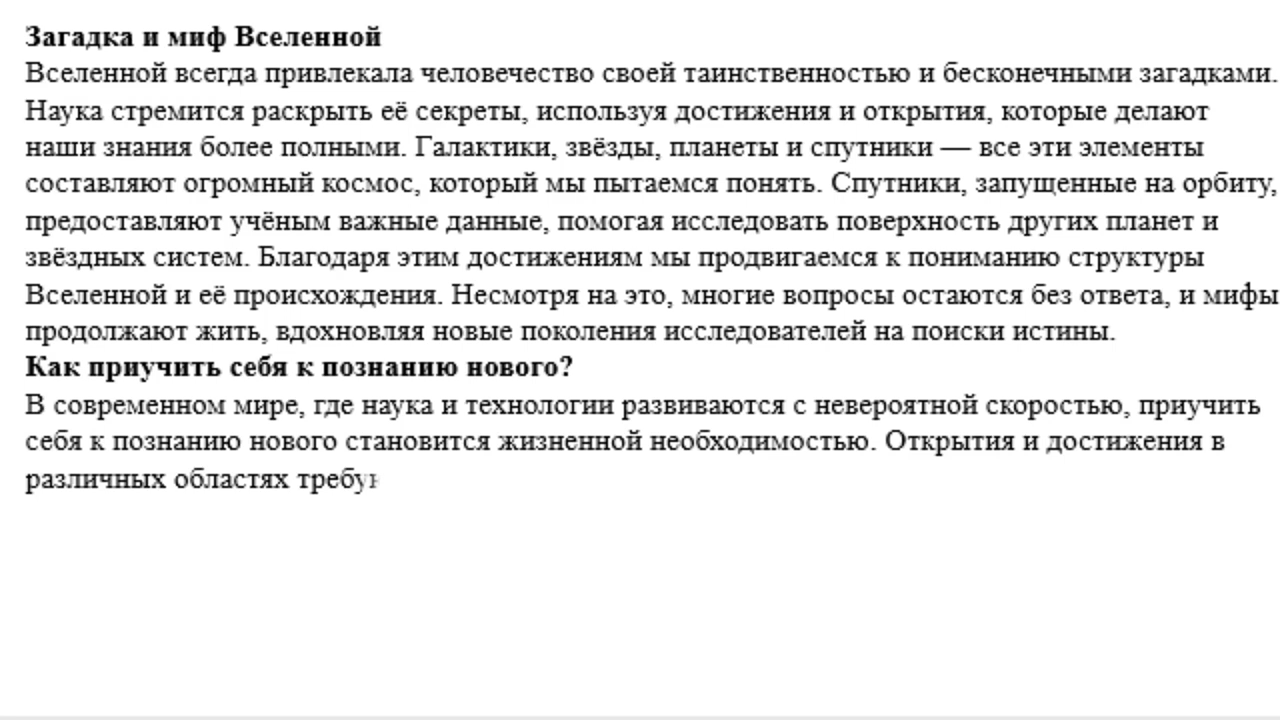 Загадка и миф Вселенной
Вселенной всегда привлекала человечество своей таинственностью и бесконечными загадками.
Наука стремится раскрыть её секреты, используя достижения и открытия, которые делают
наши знания более полными. Галактики, звёзды, планеты и спутники — все эти элементы
составляют огромный космос, который мы пытаемся понять. Спутники, запущенные на орбиту,
предоставляют учёным важные данные, помогая исследовать поверхность других планет и
звёздных систем. Благодаря этим достижениям мы продвигаемся к пониманию структуры
Вселенной и её происхождения. Несмотря на это, многие вопросы остаются без ответа, и мифы
продолжают жить, вдохновляя новые поколения исследователей на поиски истины.
Как приучить себя к познанию нового?
В современном мире, где наука и технологии развиваются с невероятной скоростью, приучить
себя к познанию нового становится жизненной необходимостью. Открытия и достижения в
различных областях